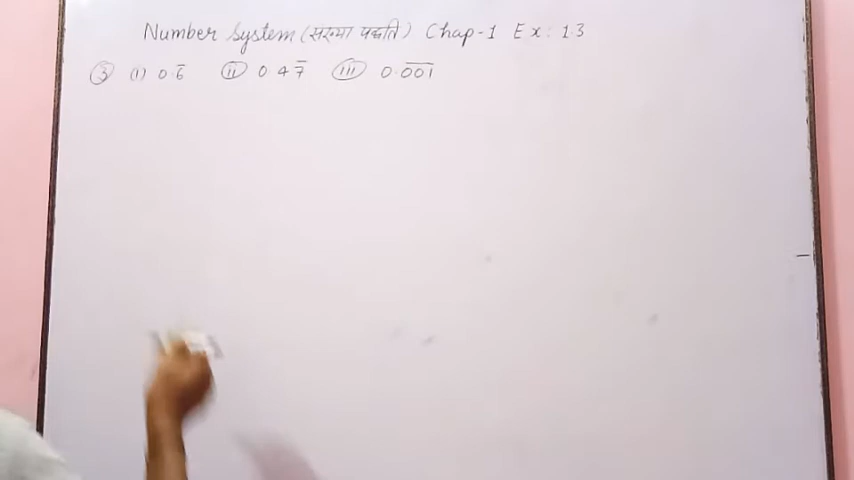 Number System (संख्या पद्धति) Chap-1 Ex: 1.3
③ (i) 0.6̅ (ii) 0.47̅ (iii) 0.0̅0̅1̅